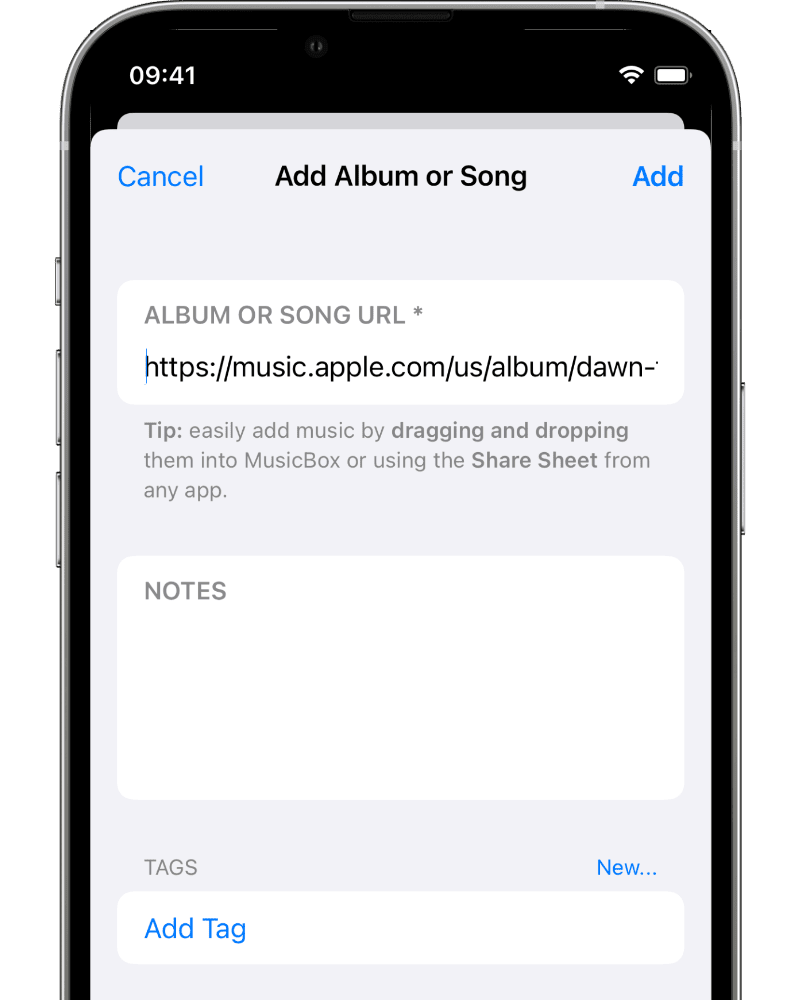 09:41
Cancel
Add Album or Song
Add
ALBUM OR SONG URL *
https://music.apple.com/us/album/dawn-
Tip: easily add music by dragging and dropping
them into MusicBox or using the Share Sheet from
any app.
NOTES
TAGS
New...
Add Tag